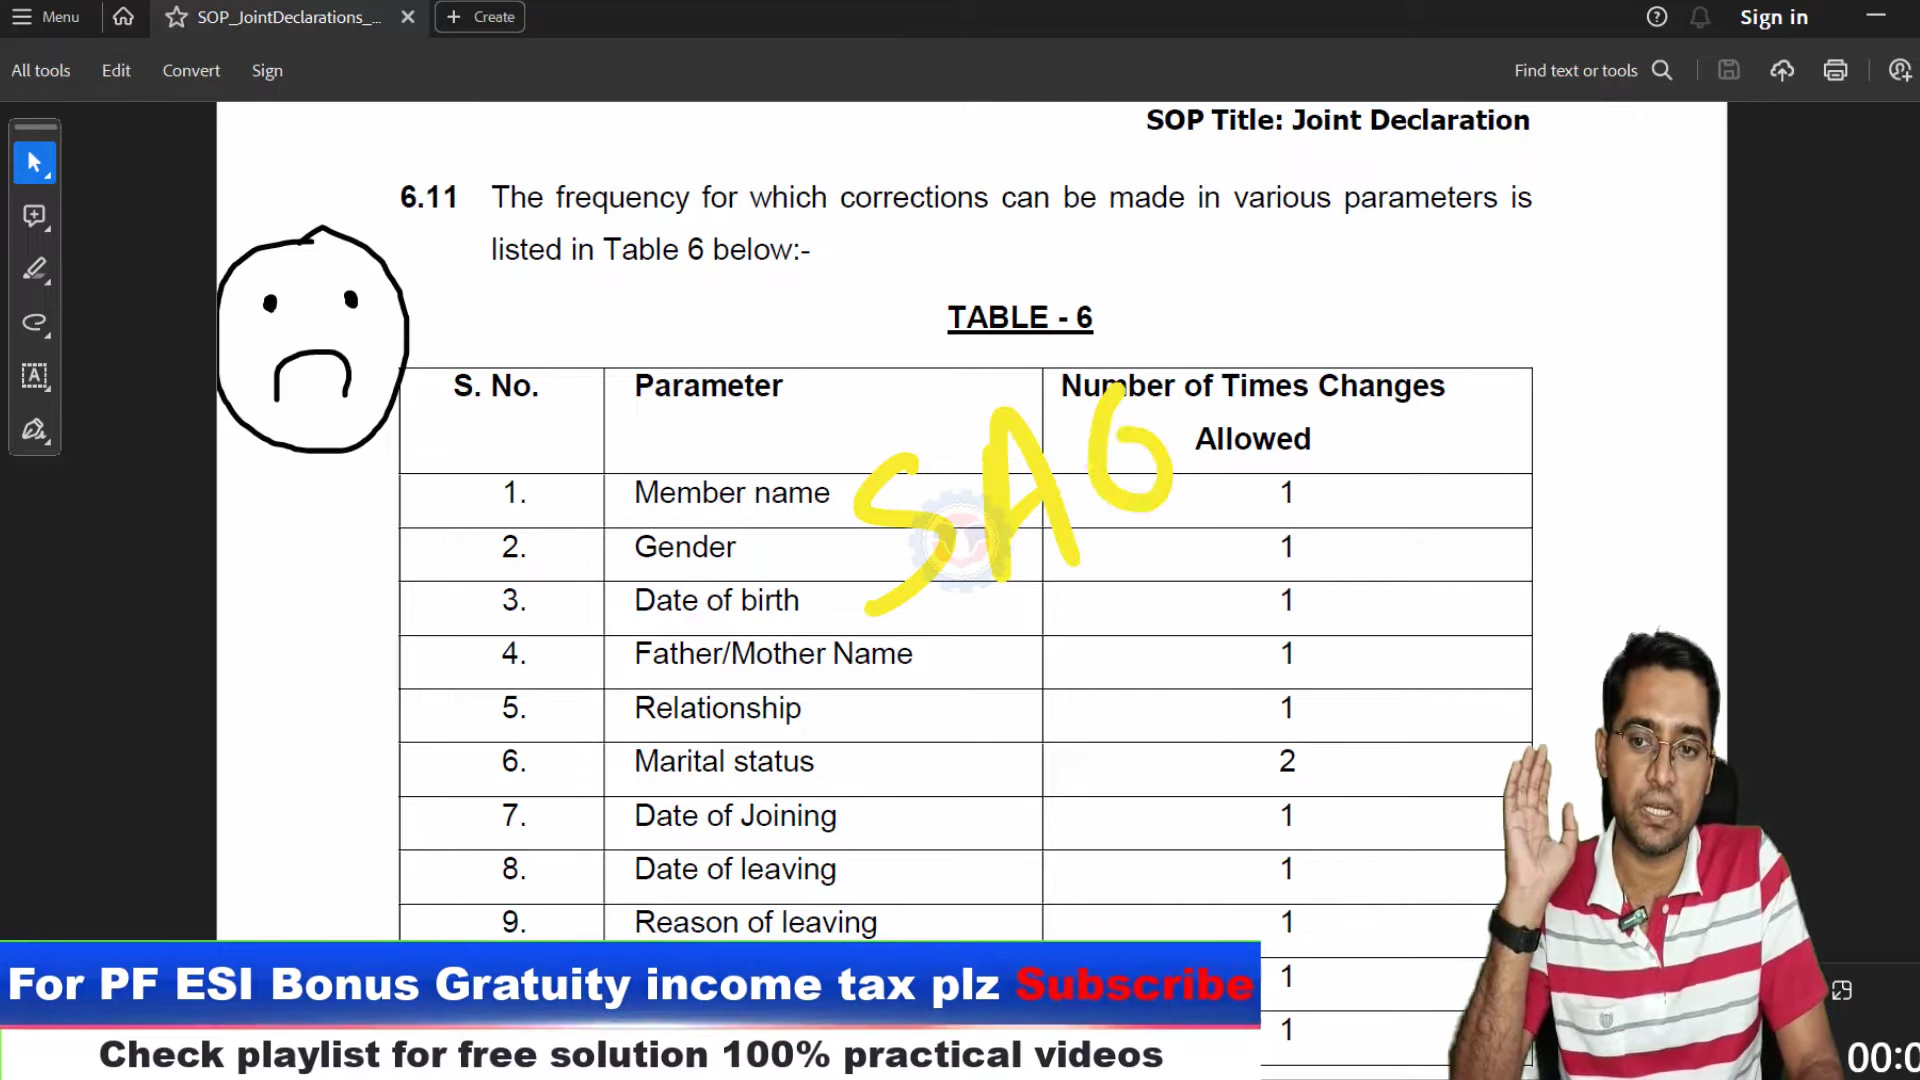 Menu
SOP_JointDeclarations_...
Create
Sign in
All tools
Edit
Convert
Sign
Find text or tools
SOP Title: Joint Declaration
6.11 The frequency for which corrections can be made in various parameters is
listed in Table 6 below:-
TABLE - 6
S. No. Parameter Number of Times Changes
Allowed
1. Member name 1
2. Gender 1
3. Date of birth 1
4. Father/Mother Name 1
5. Relationship 1
6. Marital status 2
7. Date of Joining 1
8. Date of leaving 1
9. Reason of leaving 1
1
1
SA6
For PF ESI Bonus Gratuity income tax plz Subscribe
Check playlist for free solution 100% practical videos
00:0